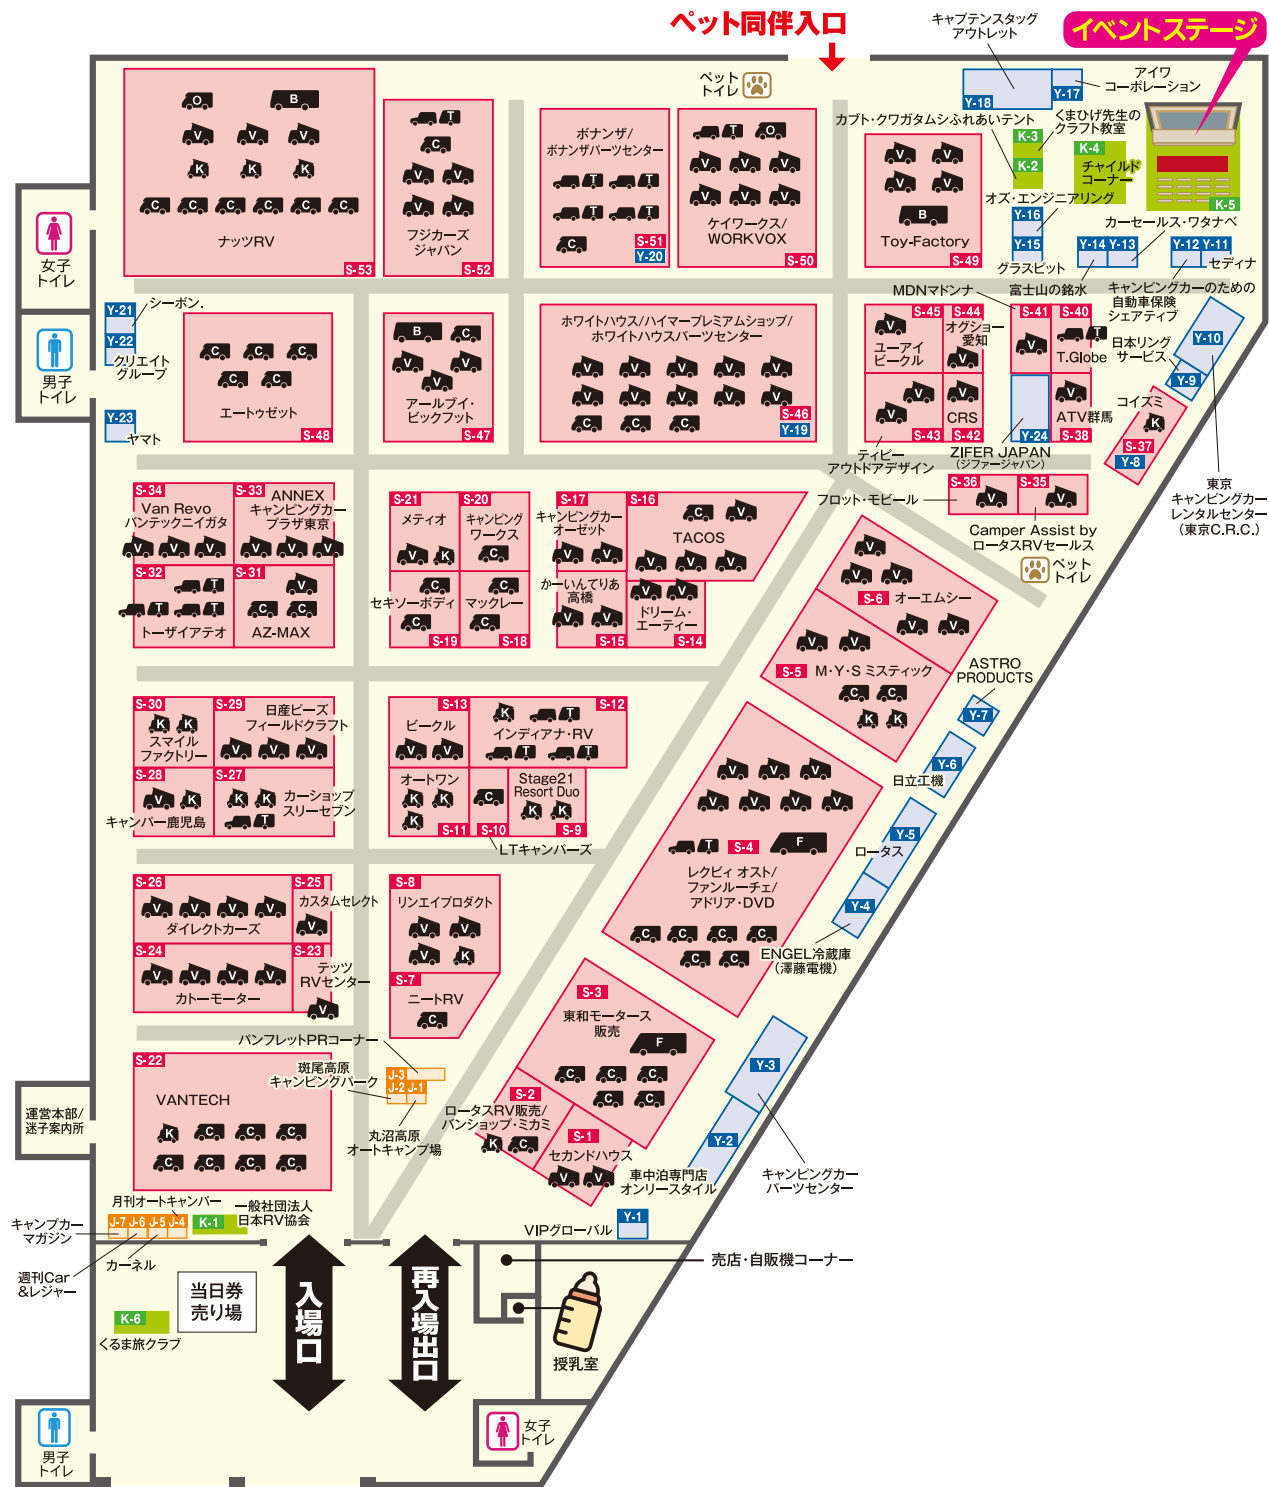 ペット同伴入口
キャプテンスタッグ
アウトレット
イベントステージ
ペット
トイレ
アイワ
コーポレーション
Y-18
Y-17
カブト・クワガタムシふれあいテント
くまひげ先生の
クラフト教室
K-3
K-2
K-4
チャイルド
コーナー
K-5
O
B
V
V
V
K
K
K
C
C
C
C
C
C
ナッツRV
S-53
T
C
V
V
V
V
フジカーズ
ジャパン
S-52
ボナンザ/
ボナンザパーツセンター
T
T
T
T
C
S-51
Y-20
T
O
V
V
V
V
V
V
ケイワークス/
WORKVOX
S-50
V
V
V
V
B
Toy-Factory
S-49
オズ・エンジニアリング
Y-16
Y-15
グラスピット
カーセールス・ワタナベ
Y-14
Y-13
富士山の銘水
Y-12
Y-11
セディナ
キャンピングカーのための
自動車保険
シェアティブ
女子
トイレ
男子
トイレ
Y-21
シーボン.
Y-22
クリエイト
グループ
Y-23
ヤマト
C
C
C
C
C
エートゥゼット
S-48
B
C
V
V
V
アールブイ・
ビックフット
S-47
ホワイトハウス/ハイマープレミアムショップ/
ホワイトハウスパーツセンター
V
V
V
V
V
V
V
V
V
V
C
C
C
S-46
Y-19
MDNマドンナ
S-45
V
ユーアイ
ビークル
S-44
オグショー
愛知
V
V
V
S-43
ティピー
アウトドアデザイン
V
CRS
S-42
S-41
V
S-40
T
T.Globe
Y-24
ZIFER JAPAN
(ジファージャパン)
V
ATV群馬
S-38
日本リング
サービス
Y-10
Y-9
コイズミ
K
S-37
Y-8
東京
キャンピングカー
レンタルセンター
(東京C.R.C.)
フロット・モビール
S-36
V
S-35
V
Camper Assist by
ロータスRVセールス
ペット
トイレ
S-34
Van Revo
バンテックニイガタ
V
V
V
S-33
ANNEX
キャンピングカー
プラザ東京
V
V
V
S-32
T
T
T
トーザイアテオ
S-31
V
C
C
AZ-MAX
S-21
メティオ
V
K
S-20
キャンピング
ワークス
C
C
セキソーボディ
C
S-19
C
マックレー
C
S-18
S-17
キャンピングカー
オーゼット
V
V
S-16
C
V
TACOS
V
V
V
かーいんてりあ
高橋
V
V
S-15
V
V
ドリーム・
エーティー
S-14
V
V
V
S-6
オーエムシー
V
V
V
V
S-5
M・Y・S ミスティック
C
C
K
K
ASTRO
PRODUCTS
Y-7
Y-6
日立工機
Y-5
ロータス
Y-4
ENGEL冷蔵庫
(澤藤電機)
S-30
K
K
スマイル
ファクトリー
S-29
日産ピーズ
フィールドクラフト
V
V
V
S-28
V
K
キャンパー鹿児島
S-27
K
K
T
カーショップ
スリーセブン
S-13
ビークル
V
V
S-12
K
T
インディアナ・RV
T
T
オートワン
K
K
K
S-11
C
S-10
LTキャンパーズ
Stage21
Resort Duo
K
K
S-9
V
V
V
V
V
V
V
T
S-4
F
レクビィ オスト/
ファンルーチェ/
アドリア・DVD
C
C
C
C
C
C
S-26
V
V
V
V
ダイレクトカーズ
S-25
カスタムセレクト
V
S-24
V
V
V
V
カトーモーター
S-23
テッツ
RVセンター
V
S-8
リンエイプロダクト
V
V
V
K
S-7
ニートRV
C
S-3
東和モータース
販売
F
C
C
C
C
C
S-2
ロータスRV販売/
バンショップ・ミカミ
K
C
S-1
セカンドハウス
V
V
Y-3
Y-2
車中泊専門店
オンリースタイル
キャンピングカー
パーツセンター
パンフレットPRコーナー
斑尾高原
キャンピングパーク
J-3
J-2
J-1
丸沼高原
オートキャンプ場
S-22
VANTECH
K
C
C
C
C
C
C
C
運営本部/
迷子案内所
月刊オートキャンパー
J-7
J-6
J-5
J-4
キャンプカー
マガジン
カーネル
週刊Car
&レジャー
K-1
一般社団法人
日本RV協会
VIPグローバル
Y-1
売店・自販機コーナー
当日券
売り場
入場口
再入場出口
K-6
くるま旅クラブ
授乳室
男子
トイレ
女子
トイレ